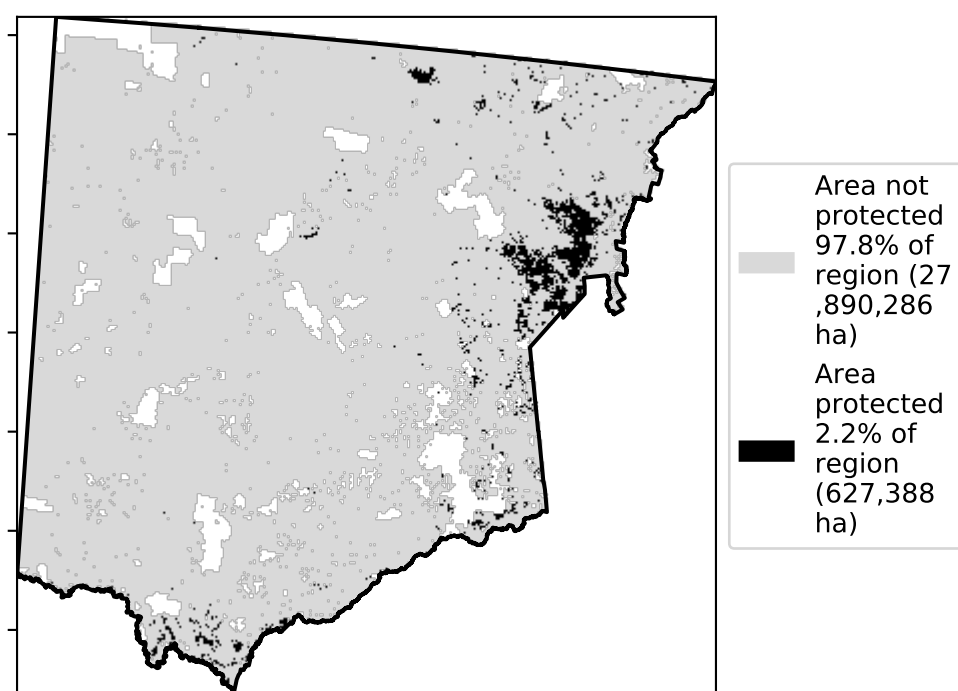 Area not
protected
97.8% of
region (27
,890,286
ha)
Area
protected
2.2% of
region
(627,388
ha)